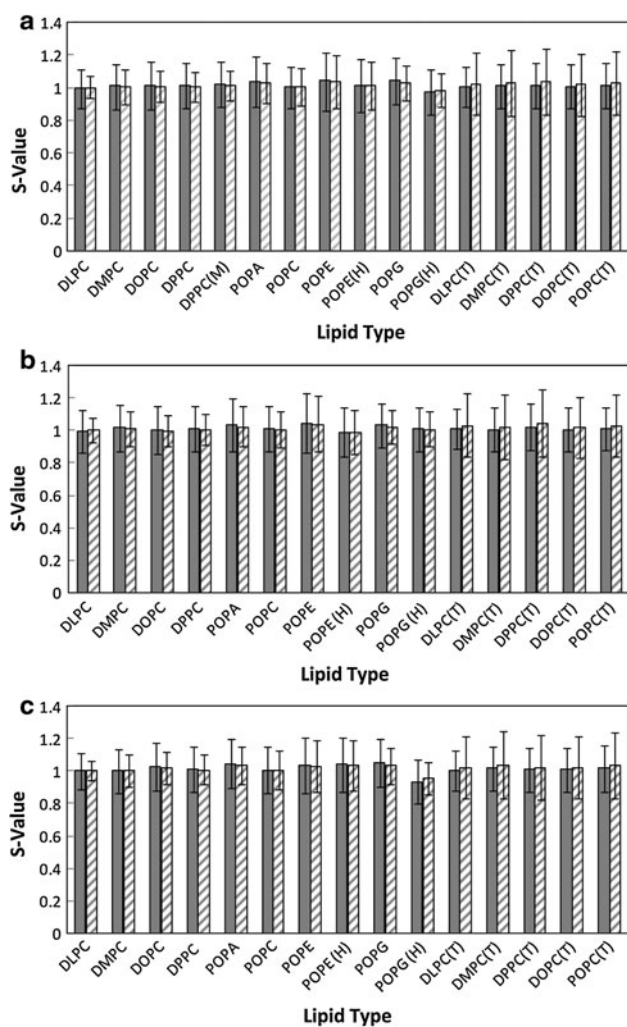 a
1.4
1.2
1
0.8
0.6
0.4
0.2
0
S-Value
DLPC DMPC DOPC DPPC DPPC(M) POPA POPC POPE POPE(H) POPG POPG(H) DLPC(T) DMPC(T) DPPC(T) DOPC(T) POPC(T)
Lipid Type
b
1.4
1.2
1
0.8
0.6
0.4
0.2
0
S-Value
DLPC DMPC DOPC DPPC POPA POPC POPE POPE (H) POPG POPG (H) DLPC(T) DMPC(T) DPPC(T) DOPC(T) POPC(T)
Lipid Type
c
1.4
1.2
1
0.8
0.6
0.4
0.2
0
S-Value
DLPC DMPC DOPC DPPC POPA POPC POPE POPE (H) POPG POPG (H) DLPC(T) DMPC(T) DPPC(T) DOPC(T) POPC(T)
Lipid Type